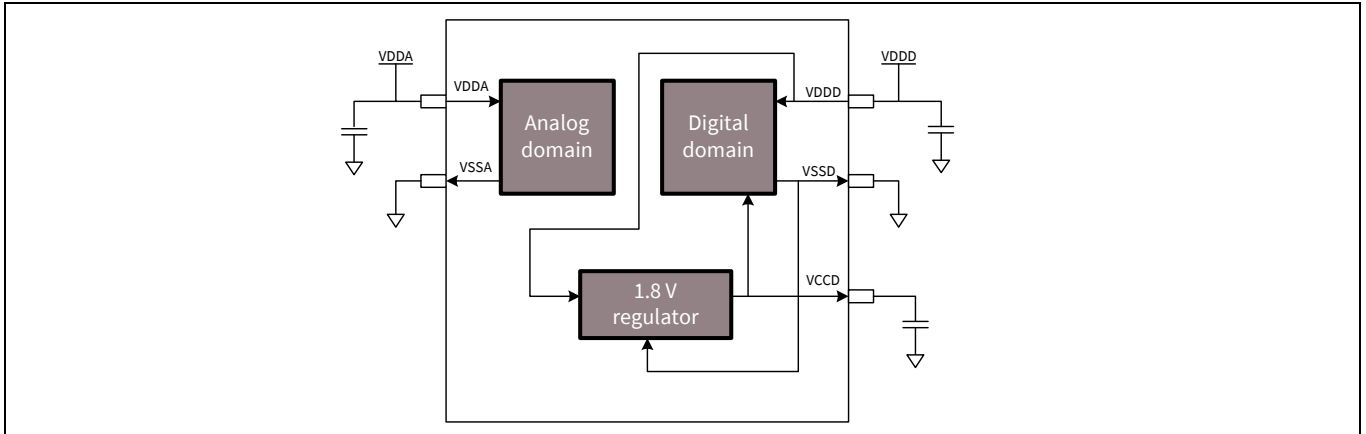 VDDA
VDDD
VDDA
VDDD
Analog
domain
Digital
domain
VSSA
VSSD
VCCD
1.8 V
regulator